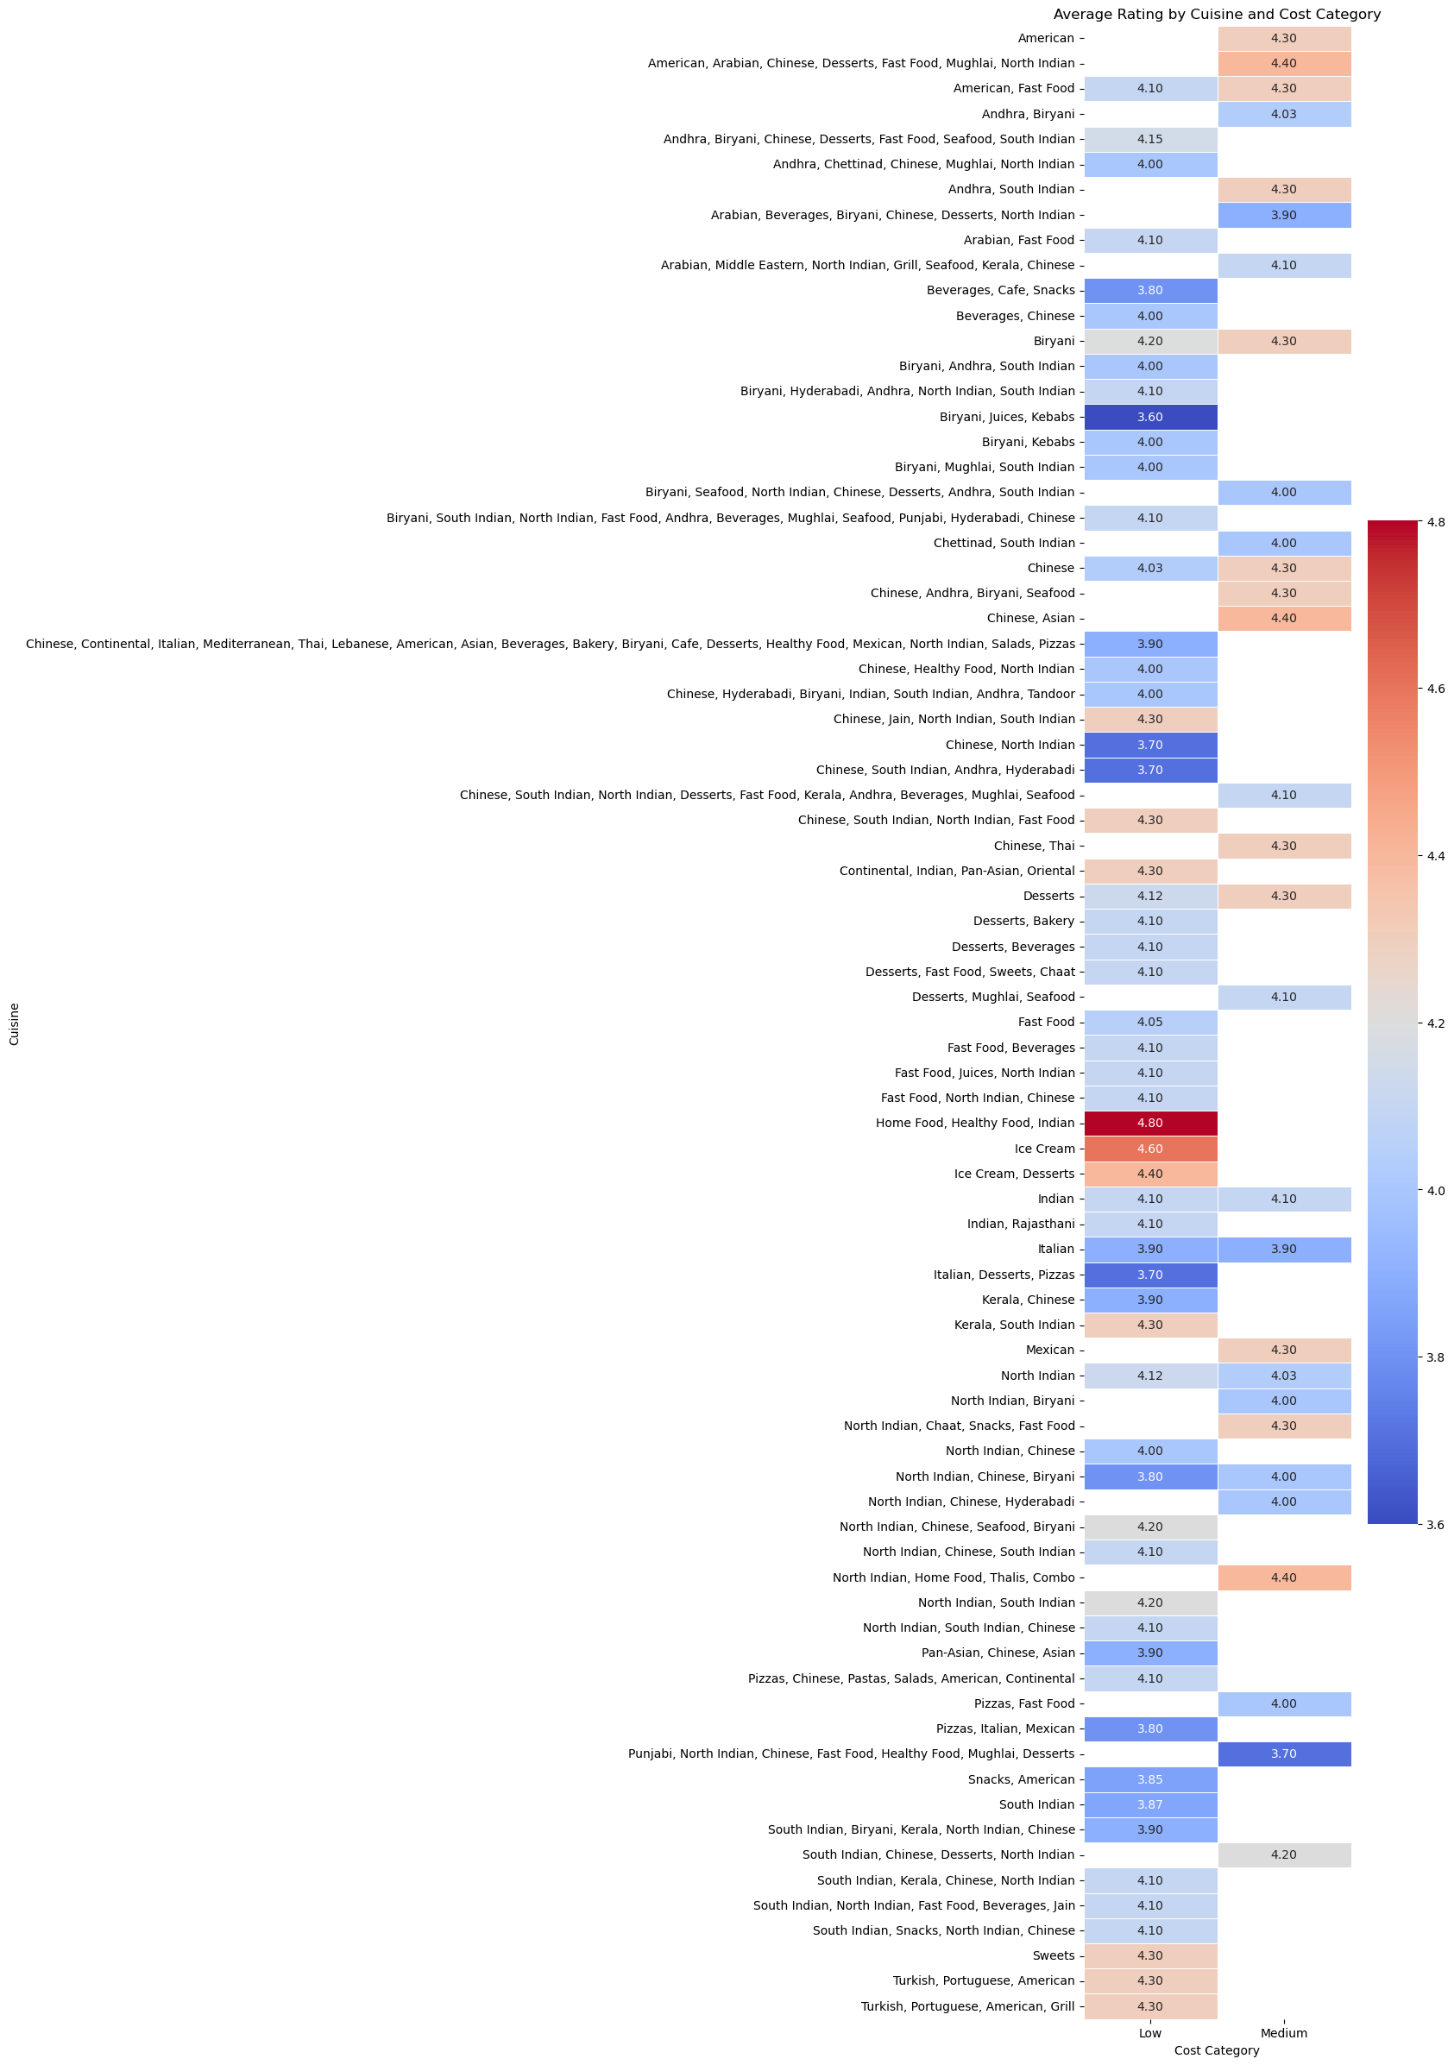 Average Rating by Cuisine and Cost Category
American 4.30
American, Arabian, Chinese, Desserts, Fast Food, Mughlai, North Indian 4.40
American, Fast Food 4.10 4.30
Andhra, Biryani 4.03
Andhra, Biryani, Chinese, Desserts, Fast Food, Seafood, South Indian 4.15
Andhra, Chettinad, Chinese, Mughlai, North Indian 4.00
Andhra, South Indian 4.30
Arabian, Beverages, Biryani, Chinese, Desserts, North Indian 3.90
Arabian, Fast Food 4.10
Arabian, Middle Eastern, North Indian, Grill, Seafood, Kerala, Chinese 4.10
Beverages, Cafe, Snacks 3.80
Beverages, Chinese 4.00
Biryani 4.20 4.30
Biryani, Andhra, South Indian 4.00
Biryani, Hyderabadi, Andhra, North Indian, South Indian 4.10
Biryani, Juices, Kebabs 3.60
Biryani, Kebabs 4.00
Biryani, Mughlai, South Indian 4.00
Biryani, Seafood, North Indian, Chinese, Desserts, Andhra, South Indian 4.00
Biryani, South Indian, North Indian, Fast Food, Andhra, Beverages, Mughlai, Seafood, Punjabi, Hyderabadi, Chinese 4.10
4.8
Chettinad, South Indian 4.00
Chinese 4.03 4.30
Chinese, Andhra, Biryani, Seafood 4.30
Chinese, Asian 4.40
Chinese, Continental, Italian, Mediterranean, Thai, Lebanese, American, Asian, Beverages, Bakery, Biryani, Cafe, Desserts, Healthy Food, Mexican, North Indian, Salads, Pizzas 3.90
Chinese, Healthy Food, North Indian 4.00
4.6
Chinese, Hyderabadi, Biryani, Indian, South Indian, Andhra, Tandoor 4.00
Chinese, Jain, North Indian, South Indian 4.30
Chinese, North Indian 3.70
Chinese, South Indian, Andhra, Hyderabadi 3.70
Chinese, South Indian, North Indian, Desserts, Fast Food, Kerala, Andhra, Beverages, Mughlai, Seafood 4.10
Chinese, South Indian, North Indian, Fast Food 4.30
Chinese, Thai 4.30
4.4
Continental, Indian, Pan-Asian, Oriental 4.30
Desserts 4.12 4.30
Desserts, Bakery 4.10
Desserts, Beverages 4.10
Desserts, Fast Food, Sweets, Chaat 4.10
Desserts, Mughlai, Seafood 4.10
Cuisine
Fast Food 4.05
4.2
Fast Food, Beverages 4.10
Fast Food, Juices, North Indian 4.10
Fast Food, North Indian, Chinese 4.10
Home Food, Healthy Food, Indian 4.80
Ice Cream 4.60
Ice Cream, Desserts 4.40
4.0
Indian 4.10 4.10
Indian, Rajasthani 4.10
Italian 3.90 3.90
Italian, Desserts, Pizzas 3.70
Kerala, Chinese 3.90
Kerala, South Indian 4.30
Mexican 4.30
3.8
North Indian 4.12 4.03
North Indian, Biryani 4.00
North Indian, Chaat, Snacks, Fast Food 4.30
North Indian, Chinese 4.00
North Indian, Chinese, Biryani 3.80 4.00
North Indian, Chinese, Hyderabadi 4.00
3.6
North Indian, Chinese, Seafood, Biryani 4.20
North Indian, Chinese, South Indian 4.10
North Indian, Home Food, Thalis, Combo 4.40
North Indian, South Indian 4.20
North Indian, South Indian, Chinese 4.10
Pan-Asian, Chinese, Asian 3.90
Pizzas, Chinese, Pastas, Salads, American, Continental 4.10
Pizzas, Fast Food 4.00
Pizzas, Italian, Mexican 3.80
Punjabi, North Indian, Chinese, Fast Food, Healthy Food, Mughlai, Desserts 3.70
Snacks, American 3.85
South Indian 3.87
South Indian, Biryani, Kerala, North Indian, Chinese 3.90
South Indian, Chinese, Desserts, North Indian 4.20
South Indian, Kerala, Chinese, North Indian 4.10
South Indian, North Indian, Fast Food, Beverages, Jain 4.10
South Indian, Snacks, North Indian, Chinese 4.10
Sweets 4.30
Turkish, Portuguese, American 4.30
Turkish, Portuguese, American, Grill 4.30
Low Medium
Cost Category